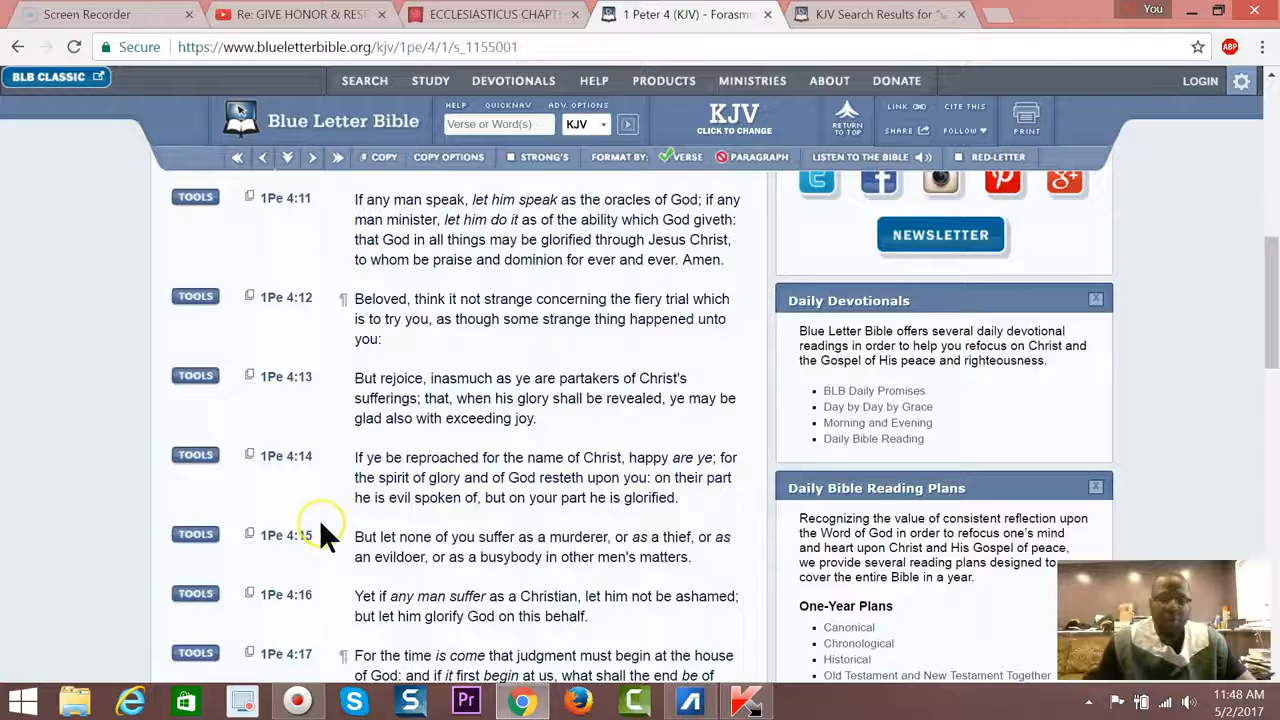 Screen Recorder
Re: GIVE HONOR & RES
ECCLESIASTICUS CHAPT
1 Peter 4 (KJV) - Forasm
KJV Search Results for "
You
Secure
https://www.blueletterbible.org/kjv/1pe/4/1/s_1155001
ABP
BLB CLASSIC
SEARCH STUDY DEVOTIONALS HELP PRODUCTS MINISTRIES ABOUT DONATE
LOGIN
Blue Letter Bible
HELP QUICKNAV ADV. OPTIONS
Verse or Word(s)
KJV
KJV
CLICK TO CHANGE
RETURN
TO TOP
LINK
CITE THIS
SHARE
FOLLOW
PRINT
COPY COPY OPTIONS STRONG'S FORMAT BY: VERSE PARAGRAPH LISTEN TO THE BIBLE RED-LETTER
TOOLS 1Pe 4:11 If any man speak, let him speak as the oracles of God; if any
man minister, let him do it as of the ability which God giveth:
that God in all things may be glorified through Jesus Christ,
to whom be praise and dominion for ever and ever. Amen.
TOOLS 1Pe 4:12 ¶ Beloved, think it not strange concerning the fiery trial which
is to try you, as though some strange thing happened unto
you:
TOOLS 1Pe 4:13 But rejoice, inasmuch as ye are partakers of Christ's
sufferings; that, when his glory shall be revealed, ye may be
glad also with exceeding joy.
TOOLS 1Pe 4:14 If ye be reproached for the name of Christ, happy are ye; for
the spirit of glory and of God resteth upon you: on their part
he is evil spoken of, but on your part he is glorified.
TOOLS 1Pe 4:15 But let none of you suffer as a murderer, or as a thief, or as
an evildoer, or as a busybody in other men's matters.
TOOLS 1Pe 4:16 Yet if any man suffer as a Christian, let him not be ashamed;
but let him glorify God on this behalf.
TOOLS 1Pe 4:17 ¶ For the time is come that judgment must begin at the house
of God: and if it first begin at us, what shall the end be of
NEWSLETTER
Daily Devotionals
Blue Letter Bible offers several daily devotional
readings in order to help you refocus on Christ and
the Gospel of His peace and righteousness.
BLB Daily Promises
Day by Day by Grace
Morning and Evening
Daily Bible Reading
Daily Bible Reading Plans
Recognizing the value of consistent reflection upon
the Word of God in order to refocus one's mind
and heart upon Christ and His Gospel of peace,
we provide several reading plans designed to
cover the entire Bible in a year.
One-Year Plans
Canonical
Chronological
Historical
Old Testament and New Testament Together
11:48 AM
5/2/2017